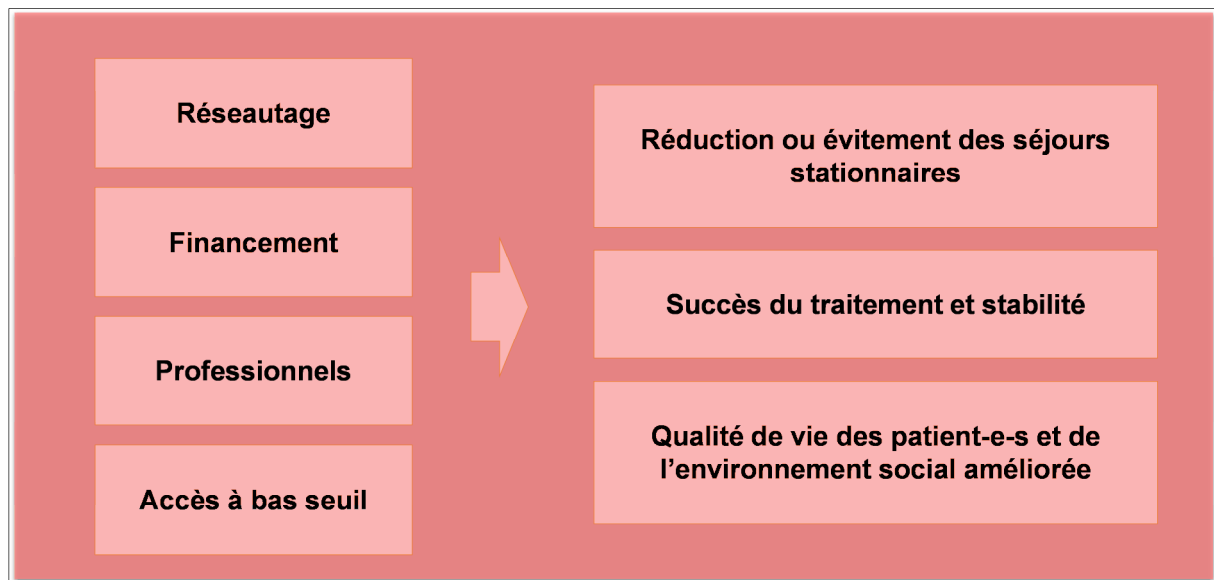 Réseautage
Financement
Professionnels
Accès à bas seuil
Réduction ou évitement des séjours
stationnaires
Succès du traitement et stabilité
Qualité de vie des patient-e-s et de
l’environnement social améliorée